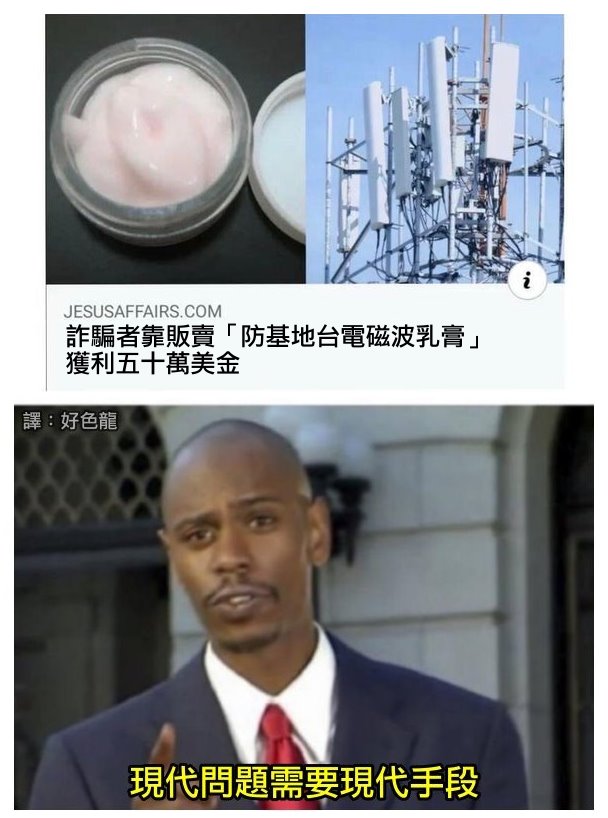 i
JESUSAFFAIRS.COM
詐騙者靠販賣「防基地台電磁波乳膏」
獲利五十萬美金
譯：好色龍
現代問題需要現代手段